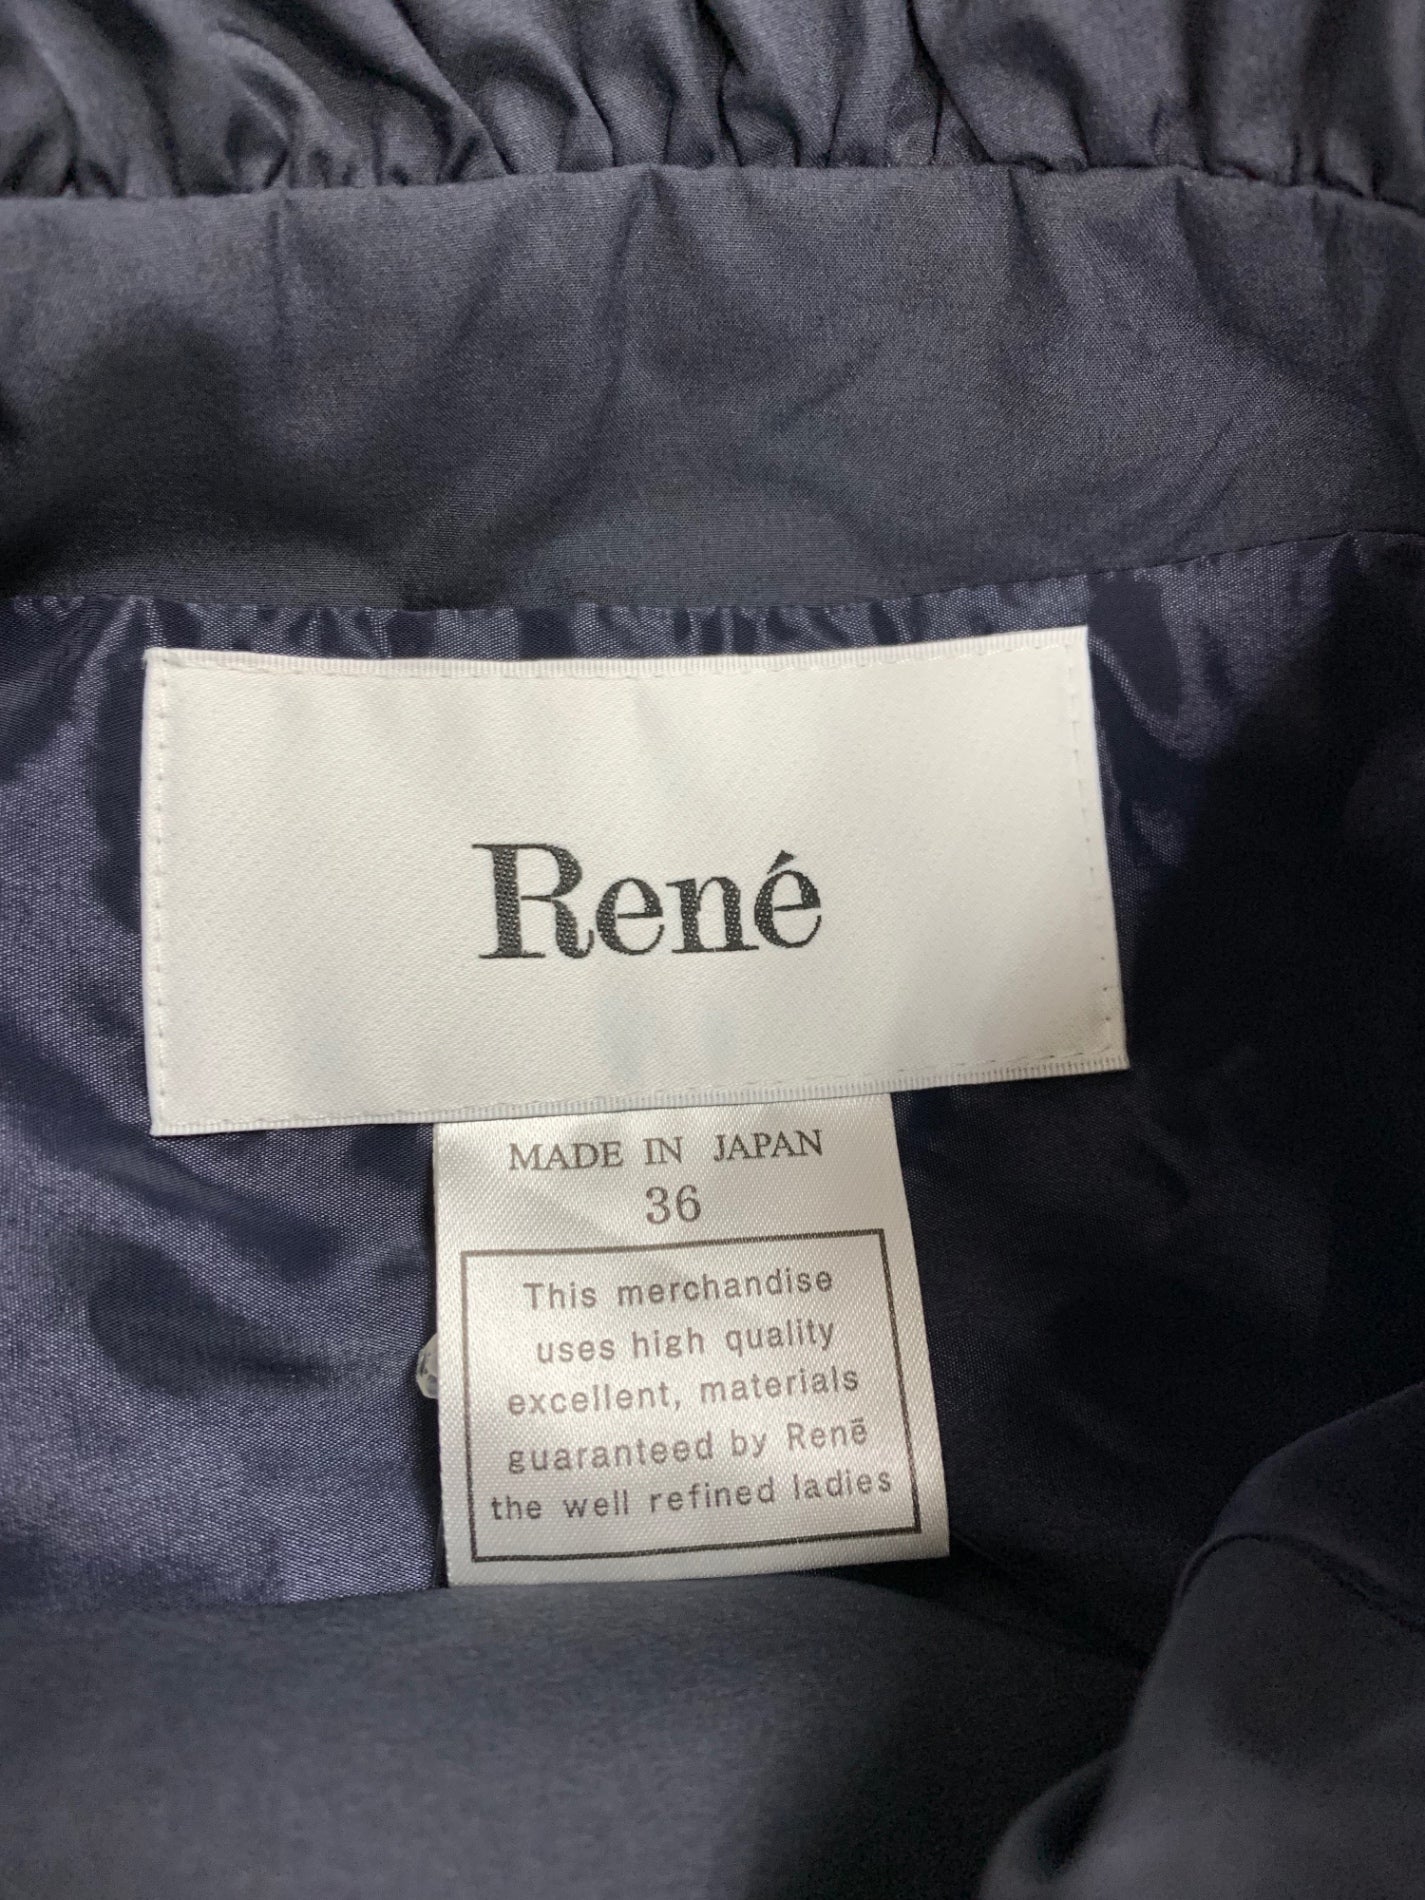 René
MADE IN JAPAN
36
This merchandise
uses high quality
excellent, materials
guaranteed by Renē
the well refined ladies